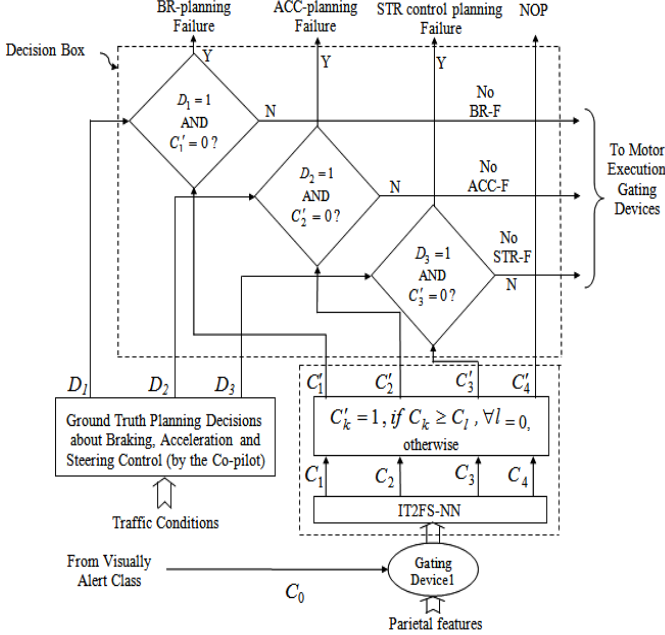 BR-planning
Failure
ACC-planning
Failure
STR control planning
Failure
NOP
Decision Box
Y
Y
Y
D₁ = 1
AND
C′₁ = 0 ?
N
No
BR-F
D₂ = 1
AND
C′₂ = 0 ?
N
No
ACC-F
D₃ = 1
AND
C′₃ = 0 ?
No
STR-F
N
To Motor
Execution
Gating
Devices
D₁ D₂ D₃
C′₁ C′₂ C′₃ C′₄
Ground Truth Planning Decisions
about Braking, Acceleration and
Steering Control (by the Co-pilot)
C′ₖ = 1, if Cₖ ≥ Cₗ , ∀l = 0,
otherwise
C₁ C₂ C₃ C₄
IT2FS-NN
Traffic Conditions
From Visually
Alert Class
C₀
Gating
Device1
Parietal features